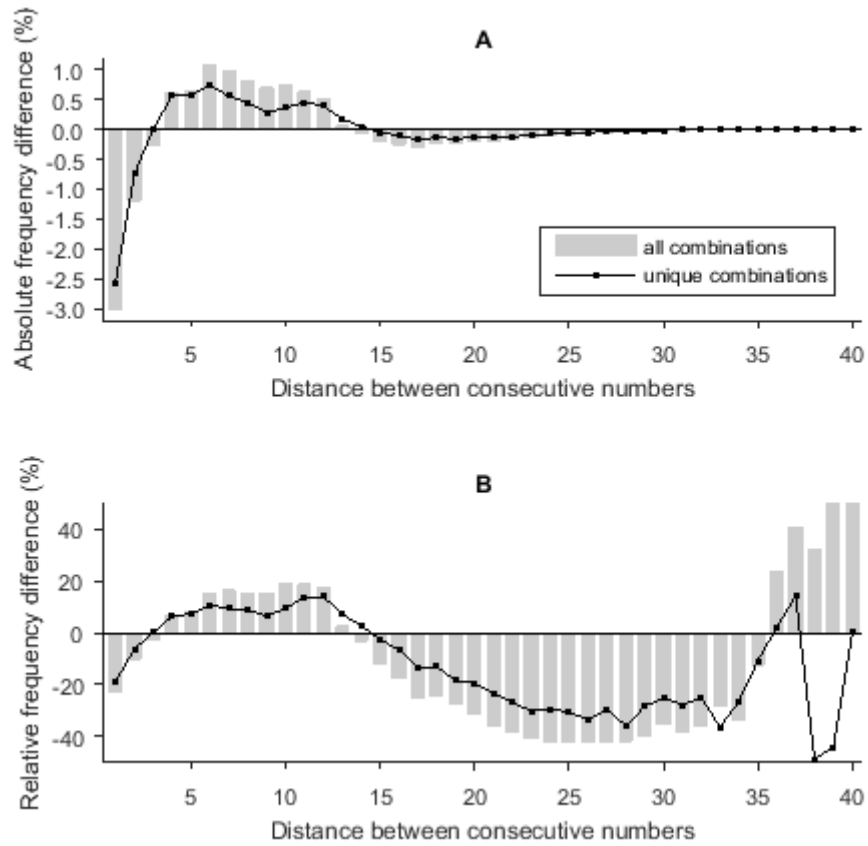 A
Absolute frequency difference (%)
1.0
0.5
0.0
-0.5
-1.0
-1.5
-2.0
-2.5
-3.0
all combinations
unique combinations
5 10 15 20 25 30 35 40
Distance between consecutive numbers
B
Relative frequency difference (%)
40
20
0
-20
-40
5 10 15 20 25 30 35 40
Distance between consecutive numbers